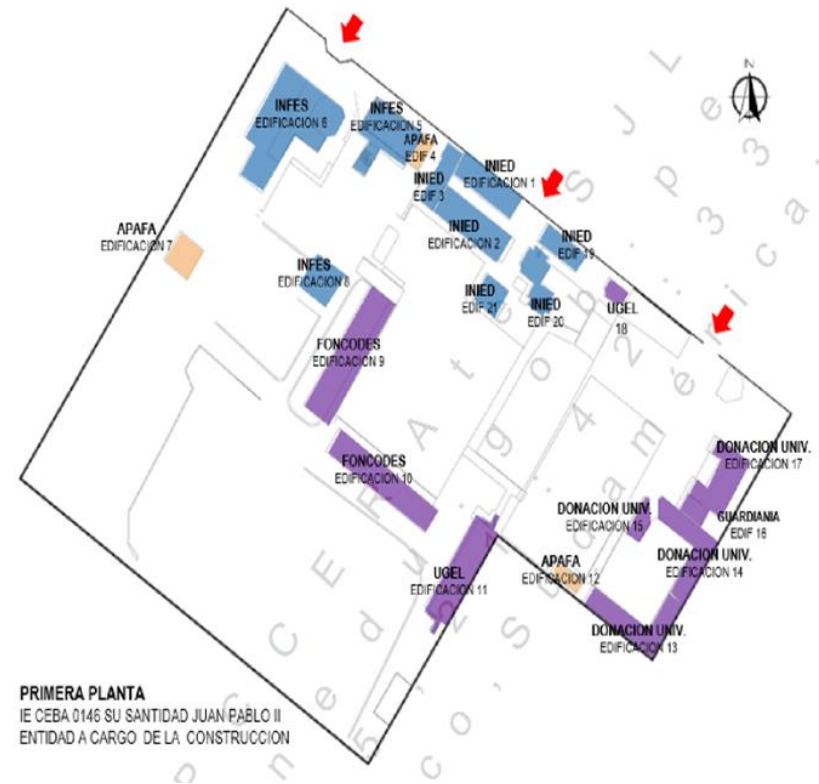 N
INFES
EDIFICACION 6
INFES
EDIFICACION 5
APAFA
EDIF 4
INIED
EDIFICACION 1
INIED
EDIF 3
INIED
EDIFICACION 2
INIED
EDIF 19
APAFA
EDIFICACION 7
INFES
EDIFICACION 8
INIED
EDIF 21
INIED
EDIF 20
UGEL
18
FONCODES
EDIFICACION 9
FONCODES
EDIFICACION 10
DONACION UNIV.
EDIFICACION 17
DONACION UNIV.
EDIFICACION 15
GUARDIANIA
EDIF 16
DONACION UNIV.
EDIFICACION 14
UGEL
EDIFICACION 11
APAFA
EDIFICACION 12
DONACION UNIV.
EDIFICACION 13
PRIMERA PLANTA
IE CEBA 0146 SU SANTIDAD JUAN PABLO II
ENTIDAD A CARGO DE LA CONSTRUCCION